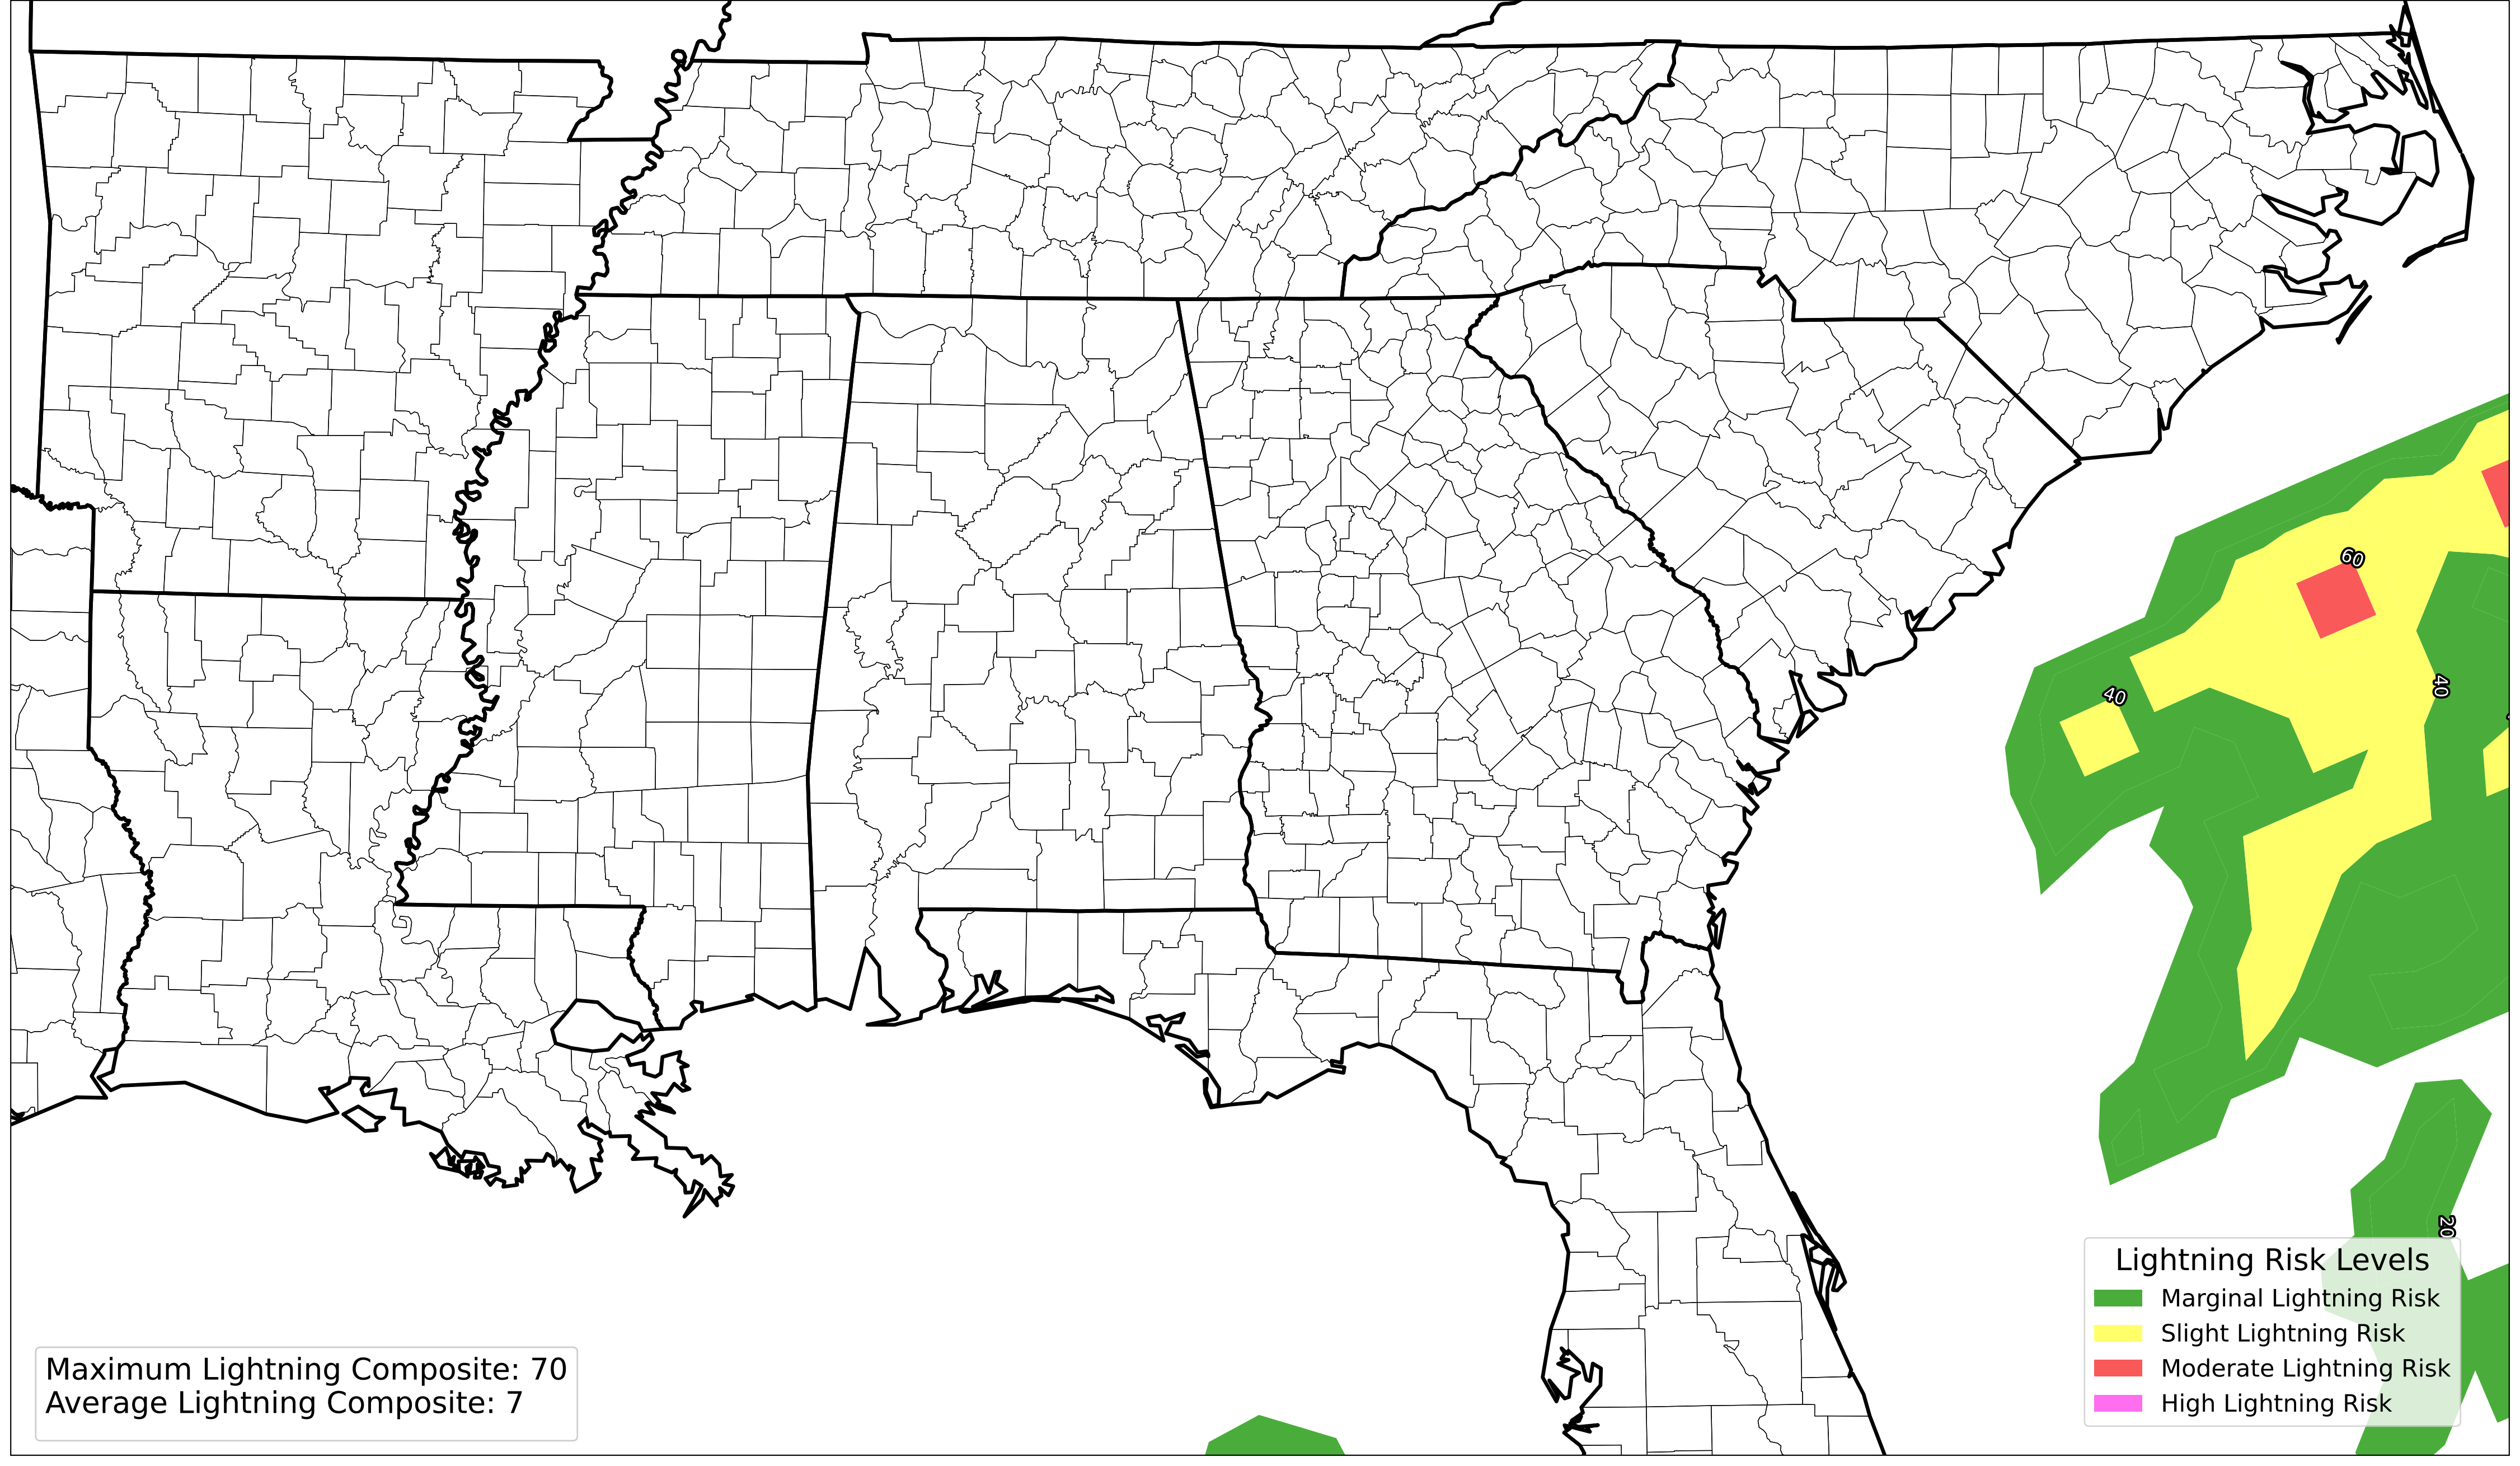 60
40
40
20
Lightning Risk Levels
Marginal Lightning Risk
Slight Lightning Risk
Moderate Lightning Risk
High Lightning Risk
Maximum Lightning Composite: 70
Average Lightning Composite: 7